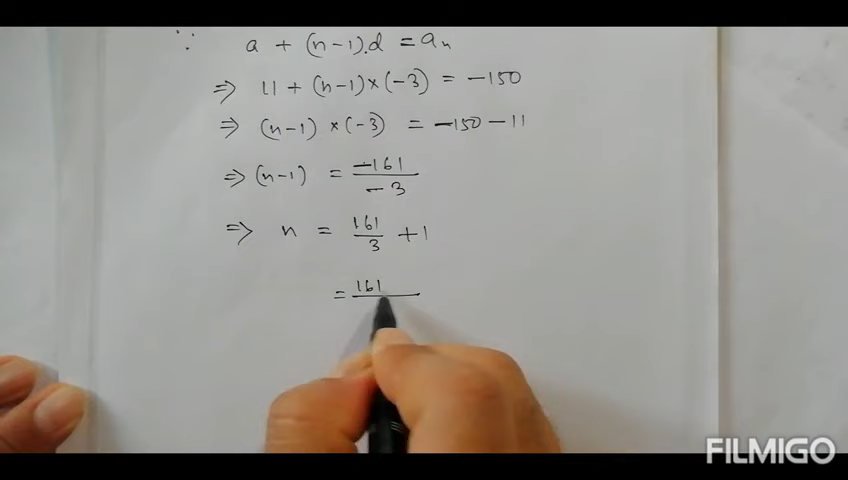 ∵ a + (n-1).d = aₙ
⇒ 11 + (n-1)×(-3) = -150
⇒ (n-1) ×(-3) = -150 - 11
⇒ (n-1) = -161/-3
⇒ n = 161/3 + 1
= 161
FILMIGO